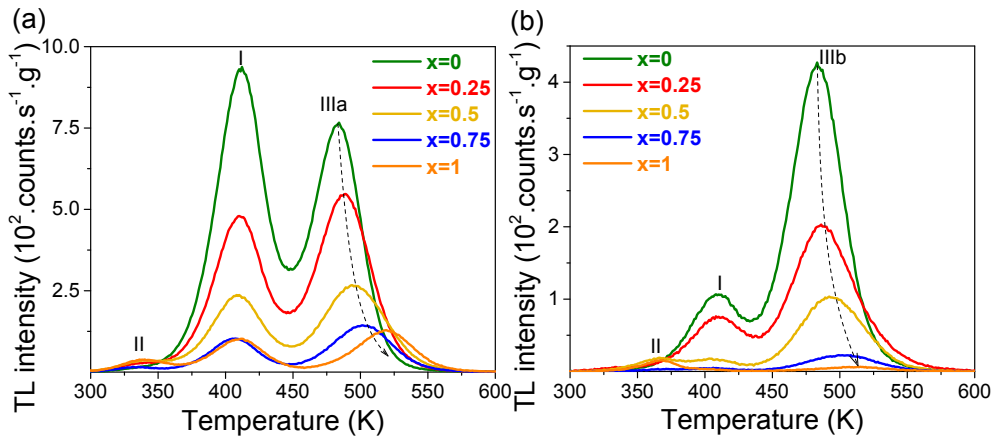 (a)
TL intensity (10².counts.s⁻¹.g⁻¹)
10.0
7.5
5.0
2.5
I
IIIa
II
x=0
x=0.25
x=0.5
x=0.75
x=1
300 350 400 450 500 550 600
Temperature (K)
(b)
TL intensity (10².counts.s⁻¹.g⁻¹)
4
3
2
1
0
x=0
x=0.25
x=0.5
x=0.75
x=1
IIIb
I
II
300 350 400 450 500 550 600
Temperature (K)